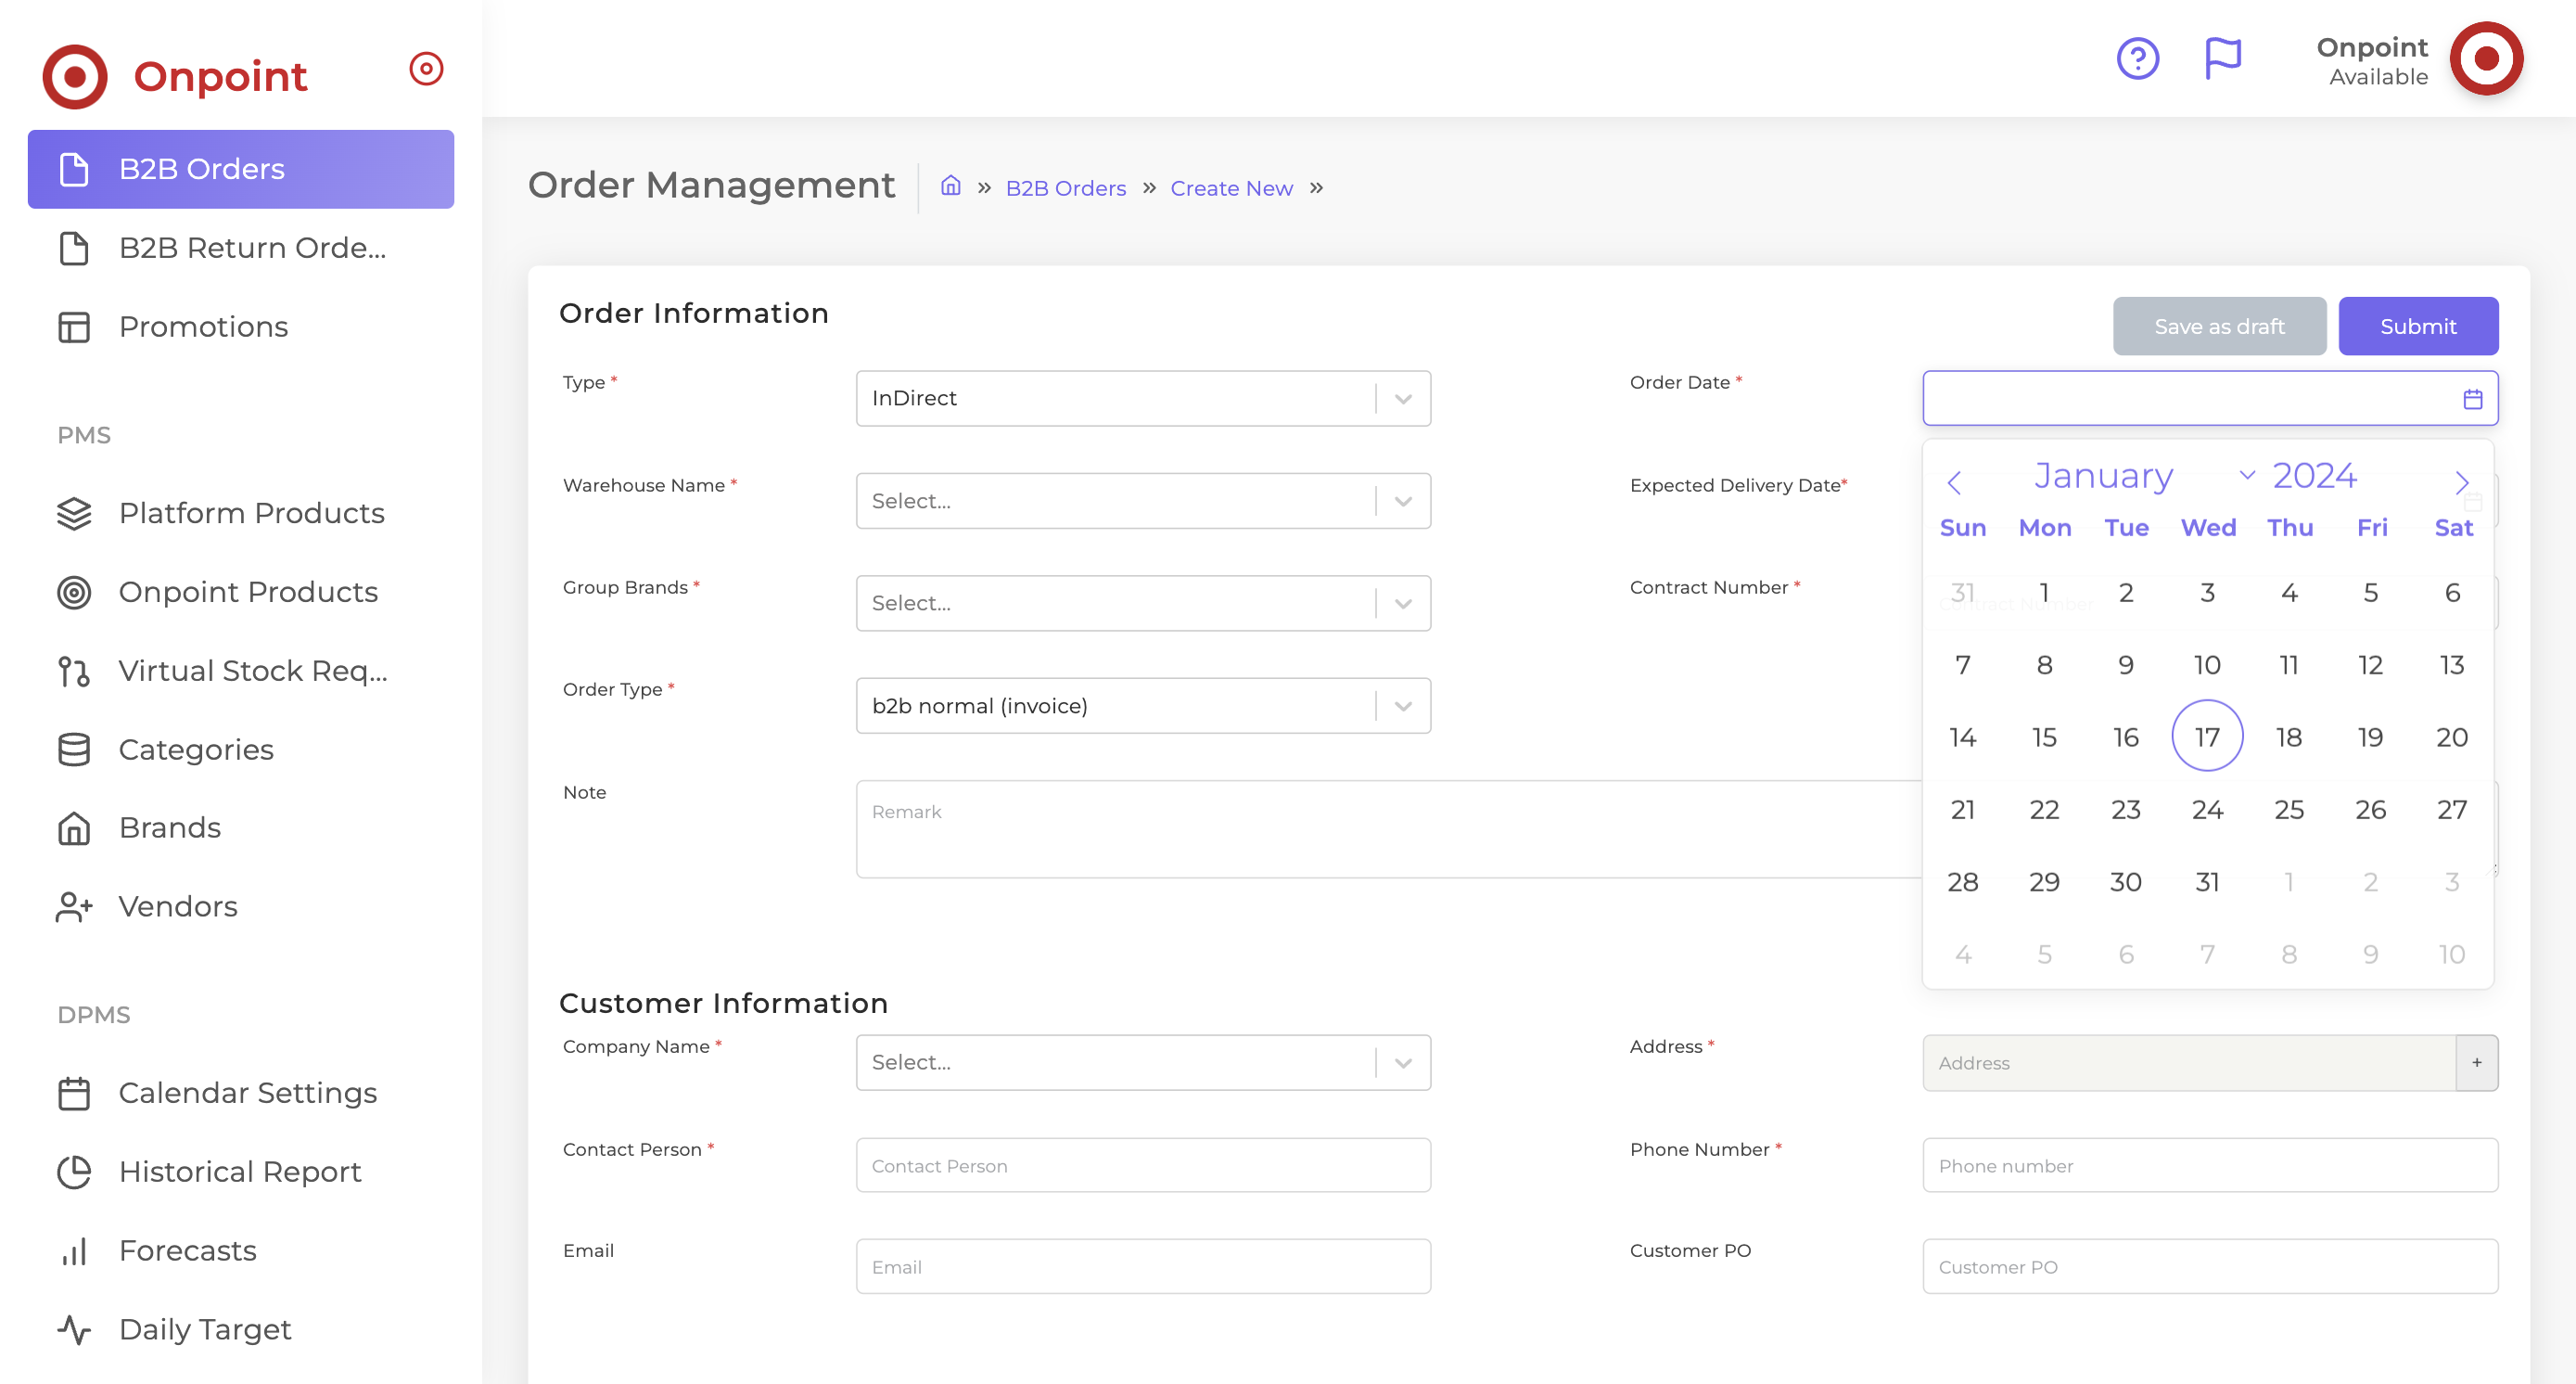 Onpoint
B2B Orders
B2B Return Orde...
Promotions
PMS
Platform Products
Onpoint Products
Virtual Stock Req...
Categories
Brands
Vendors
DPMS
Calendar Settings
Historical Report
Forecasts
Daily Target
Onpoint
Available
Order Management
» B2B Orders » Create New »
Order Information
Save as draft
Submit
Type *
InDirect
Order Date *
Warehouse Name *
Select...
Expected Delivery Date*
Group Brands *
Select...
Contract Number *
Contract Number
Order Type *
b2b normal (invoice)
Note
Remark
January 2024
Sun Mon Tue Wed Thu Fri Sat
31 1 2 3 4 5 6
7 8 9 10 11 12 13
14 15 16 17 18 19 20
21 22 23 24 25 26 27
28 29 30 31 1 2 3
4 5 6 7 8 9 10
Customer Information
Company Name *
Select...
Address *
Address
+
Contact Person *
Contact Person
Phone Number *
Phone number
Email
Email
Customer PO
Customer PO